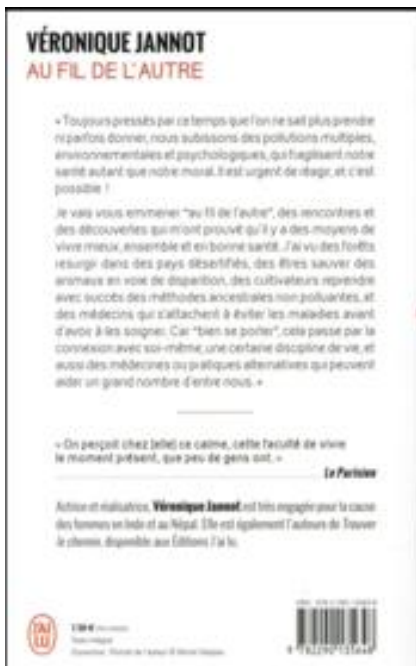 VÉRONIQUE JANNOT
AU FIL DE L'AUTRE
« Toujours pressés par ce temps que l'on ne sait plus prendre
ni parfois donner, nous subissons des pollutions multiples,
environnementales et psychologiques, qui fragilisent notre
santé autant que notre moral. Il est urgent de réagir, et c'est
possible !
Je vais vous emmener "au fil de l'autre", des rencontres et
des découvertes qui m'ont prouvé qu'il y a des moyens de
vivre mieux, ensemble et en bonne santé. J'ai vu des forêts
resurgir dans des pays désertifiés, des êtres sauver des
animaux en voie de disparition, des cultivateurs reprendre
avec succès des méthodes ancestrales non polluantes, et
des médecins qui s'attachent à éviter les maladies avant
d'avoir à les soigner. Car "bien se porter", cela passe par la
connexion avec soi-même, une certaine discipline de vie, et
aussi des médecines ou pratiques alternatives qui peuvent
aider un grand nombre d'entre nous. »
« On perçoit chez [elle] ce calme, cette faculté de vivre
le moment présent, que peu de gens ont. »
Le Parisien
Actrice et réalisatrice, Véronique Jannot est très engagée pour la cause
des femmes en Inde et au Népal. Elle est également l'auteure de Trouver
le chemin, disponible aux Éditions J'ai lu.
J'AI
LU
Texte intégral